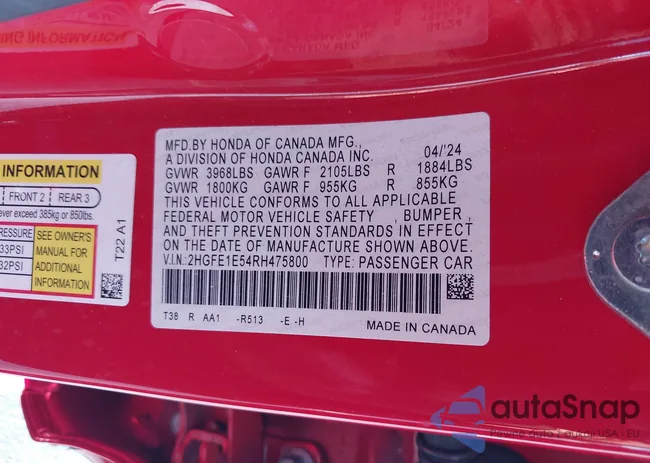 MFD.BY HONDA OF CANADA MFG.,
A DIVISION OF HONDA CANADA INC. 04/'24
GVWR 3968LBS GAWR F 2105LBS R 1884LBS
GVWR 1800KG GAWR F 955KG R 855KG
THIS VEHICLE CONFORMS TO ALL APPLICABLE
FEDERAL MOTOR VEHICLE SAFETY , BUMPER ,
AND THEFT PREVENTION STANDARDS IN EFFECT
ON THE DATE OF MANUFACTURE SHOWN ABOVE.
V.I.N.:2HGFE1E54RH475800 TYPE: PASSENGER CAR
T38 R AA1 -R513 -E -H
MADE IN CANADA
INFORMATION
FRONT 2 REAR 3
ever exceed 385kg or 850lbs.
PRESSURE
33PSI
32PSI
SEE OWNER'S
MANUAL FOR
ADDITIONAL
INFORMATION
T22 A1
autaSnap